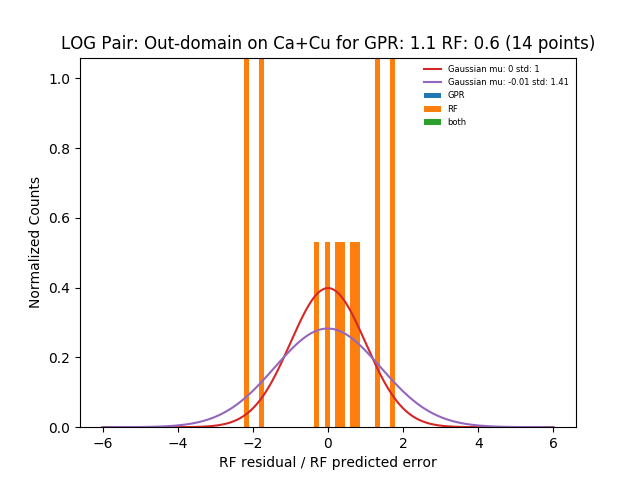 LOG Pair: Out-domain on Ca+Cu for GPR: 1.1 RF: 0.6 (14 points)
Gaussian mu: 0 std: 1
Gaussian mu: -0.01 std: 1.41
GPR
RF
both
Normalized Counts
1.0
0.8
0.6
0.4
0.2
0.0
−6 −4 −2 0 2 4 6
RF residual / RF predicted error